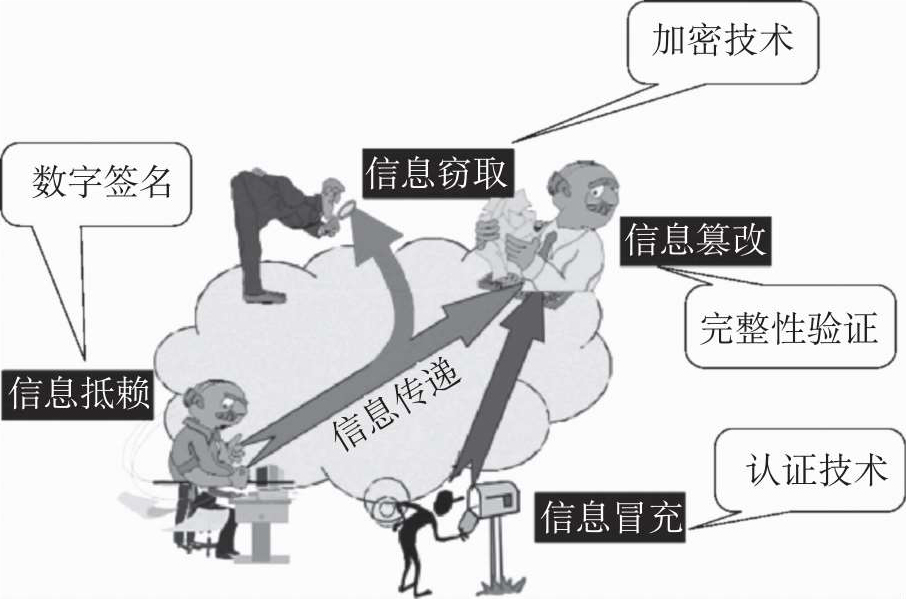 加密技术
信息窃取
数字签名
信息篡改
完整性验证
信息抵赖
信息传递
认证技术
信息冒充